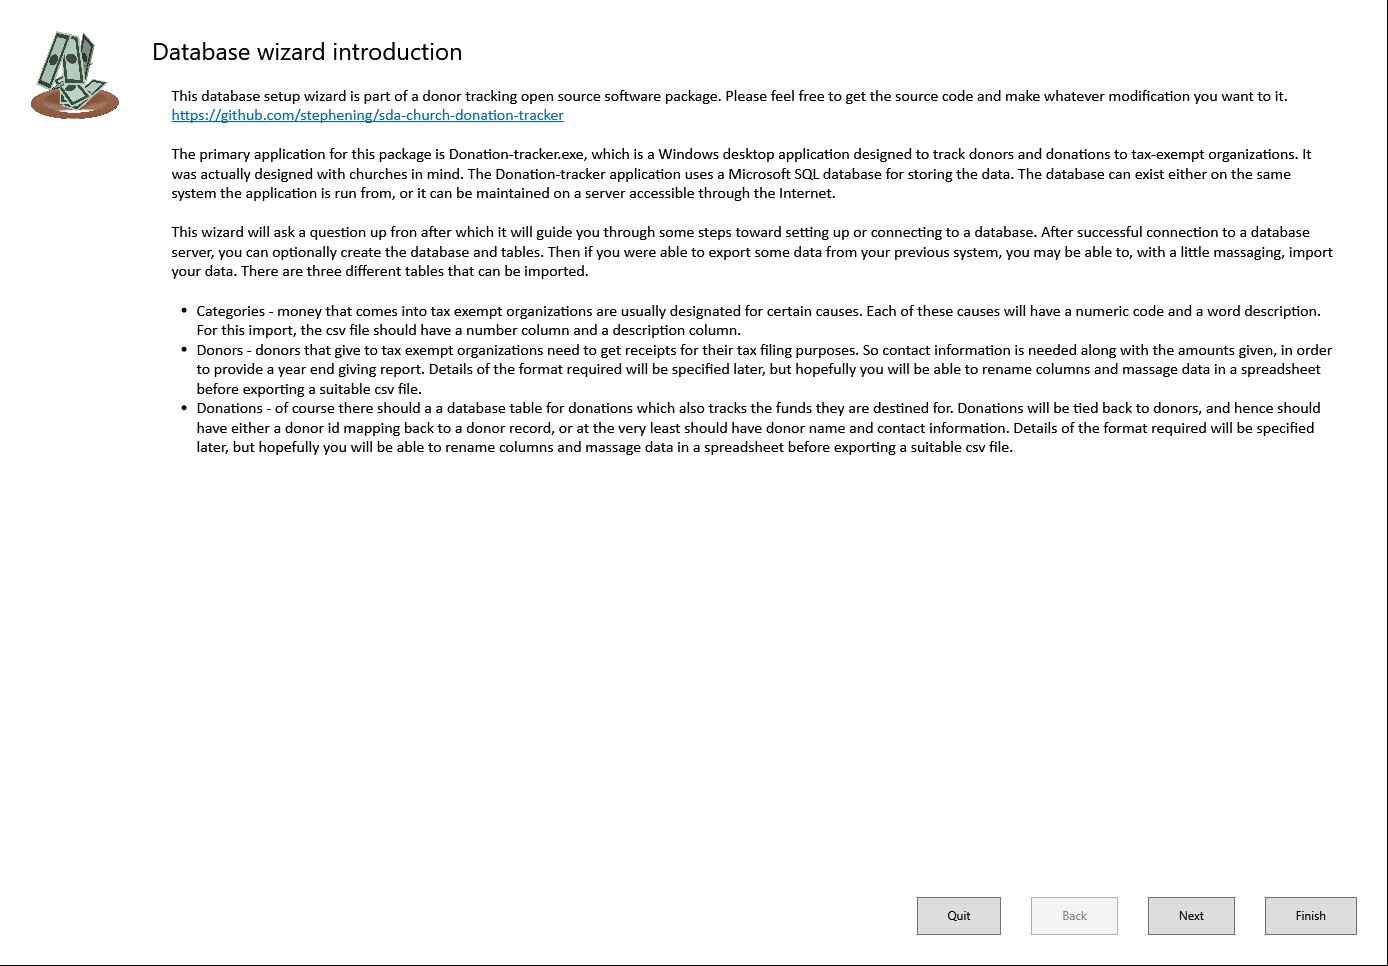 Database wizard introduction
This database setup wizard is part of a donor tracking open source software package. Please feel free to get the source code and make whatever modification you want to it.
https://github.com/stephening/sda-church-donation-tracker
The primary application for this package is Donation-tracker.exe, which is a Windows desktop application designed to track donors and donations to tax-exempt organizations. It
was actually designed with churches in mind. The Donation-tracker application uses a Microsoft SQL database for storing the data. The database can exist either on the same
system the application is run from, or it can be maintained on a server accessible through the Internet.
This wizard will ask a question up fron after which it will guide you through some steps toward setting up or connecting to a database. After successful connection to a database
server, you can optionally create the database and tables. Then if you were able to export some data from your previous system, you may be able to, with a little massaging, import
your data. There are three different tables that can be imported.
• Categories - money that comes into tax exempt organizations are usually designated for certain causes. Each of these causes will have a numeric code and a word description.
For this import, the csv file should have a number column and a description column.
• Donors - donors that give to tax exempt organizations need to get receipts for their tax filing purposes. So contact information is needed along with the amounts given, in order
to provide a year end giving report. Details of the format required will be specified later, but hopefully you will be able to rename columns and massage data in a spreadsheet
before exporting a suitable csv file.
• Donations - of course there should a a database table for donations which also tracks the funds they are destined for. Donations will be tied back to donors, and hence should
have either a donor id mapping back to a donor record, or at the very least should have donor name and contact information. Details of the format required will be specified
later, but hopefully you will be able to rename columns and massage data in a spreadsheet before exporting a suitable csv file.
Quit
Back
Next
Finish